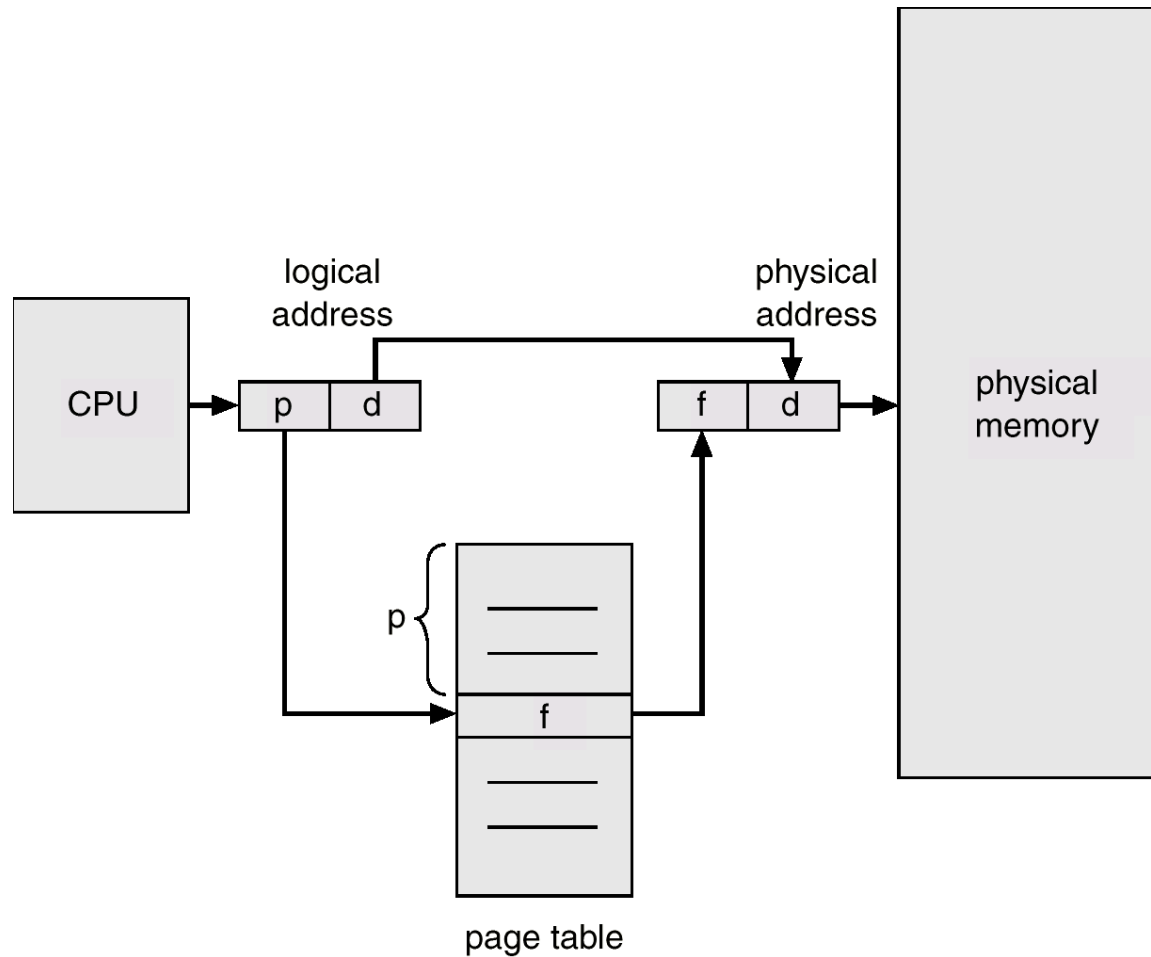 logical
address
physical
address
CPU
p
d
f
d
physical
memory
p
f
page table